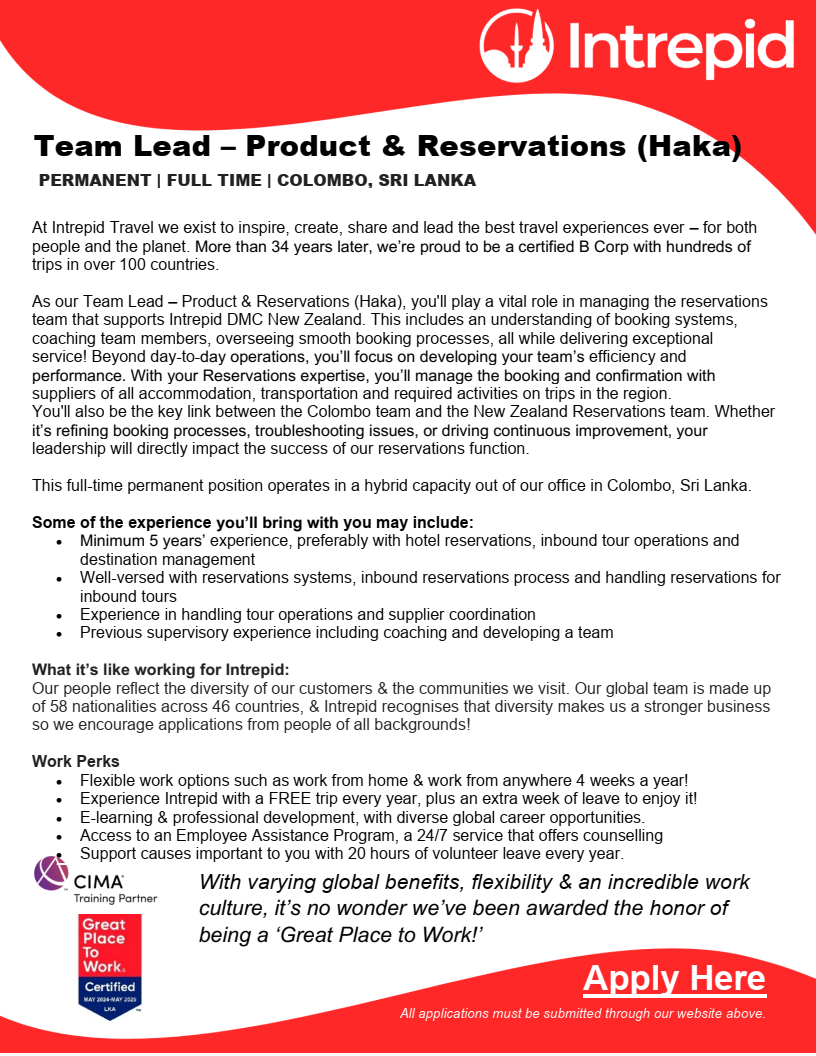 Intrepid
Team Lead – Product & Reservations (Haka)
PERMANENT | FULL TIME | COLOMBO, SRI LANKA
At Intrepid Travel we exist to inspire, create, share and lead the best travel experiences ever – for both
people and the planet. More than 34 years later, we’re proud to be a certified B Corp with hundreds of
trips in over 100 countries.
As our Team Lead – Product & Reservations (Haka), you'll play a vital role in managing the reservations
team that supports Intrepid DMC New Zealand. This includes an understanding of booking systems,
coaching team members, overseeing smooth booking processes, all while delivering exceptional
service! Beyond day-to-day operations, you’ll focus on developing your team’s efficiency and
performance. With your Reservations expertise, you’ll manage the booking and confirmation with
suppliers of all accommodation, transportation and required activities on trips in the region.
You'll also be the key link between the Colombo team and the New Zealand Reservations team. Whether
it’s refining booking processes, troubleshooting issues, or driving continuous improvement, your
leadership will directly impact the success of our reservations function.
This full-time permanent position operates in a hybrid capacity out of our office in Colombo, Sri Lanka.
Some of the experience you’ll bring with you may include:
• Minimum 5 years’ experience, preferably with hotel reservations, inbound tour operations and
destination management
• Well-versed with reservations systems, inbound reservations process and handling reservations for
inbound tours
• Experience in handling tour operations and supplier coordination
• Previous supervisory experience including coaching and developing a team
What it’s like working for Intrepid:
Our people reflect the diversity of our customers & the communities we visit. Our global team is made up
of 58 nationalities across 46 countries, & Intrepid recognises that diversity makes us a stronger business
so we encourage applications from people of all backgrounds!
Work Perks
• Flexible work options such as work from home & work from anywhere 4 weeks a year!
• Experience Intrepid with a FREE trip every year, plus an extra week of leave to enjoy it!
• E-learning & professional development, with diverse global career opportunities.
• Access to an Employee Assistance Program, a 24/7 service that offers counselling
• Support causes important to you with 20 hours of volunteer leave every year.
CIMA®
Training Partner
With varying global benefits, flexibility & an incredible work
culture, it’s no wonder we’ve been awarded the honor of
being a ‘Great Place to Work!’
Great
Place
To
Work®
Certified
MAY 2024-MAY 2025
LKA
™
Apply Here
All applications must be submitted through our website above.